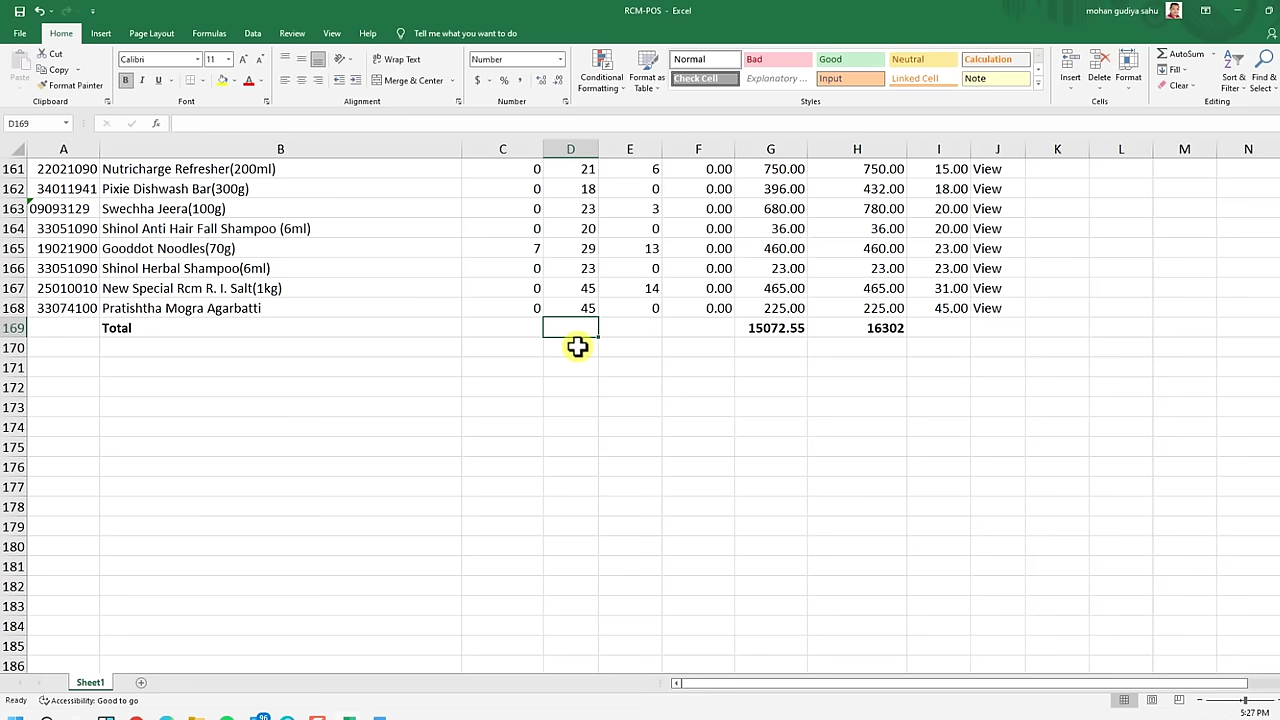 RCM-POS - Excel
mohan gudiya sahu
File Home Insert Page Layout Formulas Data Review View Help Tell me what you want to do
Paste
Cut
Copy
Format Painter
Clipboard
Calibri 11
B I U
Font
Wrap Text
Merge & Center
Alignment
Number
$ % ,
Number
Conditional Formatting
Format as Table
Normal Bad Good Neutral Calculation
Check Cell Explanatory ... Input Linked Cell Note
Styles
Insert Delete Format
Cells
AutoSum
Fill
Clear
Sort & Filter
Find & Select
Editing
D169 fx
A B C D E F G H I J K L M N
161 22021090 Nutricharge Refresher(200ml) 0 21 6 0.00 750.00 750.00 15.00 View
162 34011941 Pixie Dishwash Bar(300g) 0 18 0 0.00 396.00 432.00 18.00 View
163 09093129 Swechha Jeera(100g) 0 23 3 0.00 680.00 780.00 20.00 View
164 33051090 Shinol Anti Hair Fall Shampoo (6ml) 0 20 0 0.00 36.00 36.00 20.00 View
165 19021900 Gooddot Noodles(70g) 7 29 13 0.00 460.00 460.00 23.00 View
166 33051090 Shinol Herbal Shampoo(6ml) 0 23 0 0.00 23.00 23.00 23.00 View
167 25010010 New Special Rcm R. I. Salt(1kg) 0 45 14 0.00 465.00 465.00 31.00 View
168 33074100 Pratishtha Mogra Agarbatti 0 45 0 0.00 225.00 225.00 45.00 View
169 Total 15072.55 16302
170
171
172
173
174
175
176
177
178
179
180
181
182
183
184
185
186
Sheet1
Ready Accessibility: Good to go
96
5:27 PM